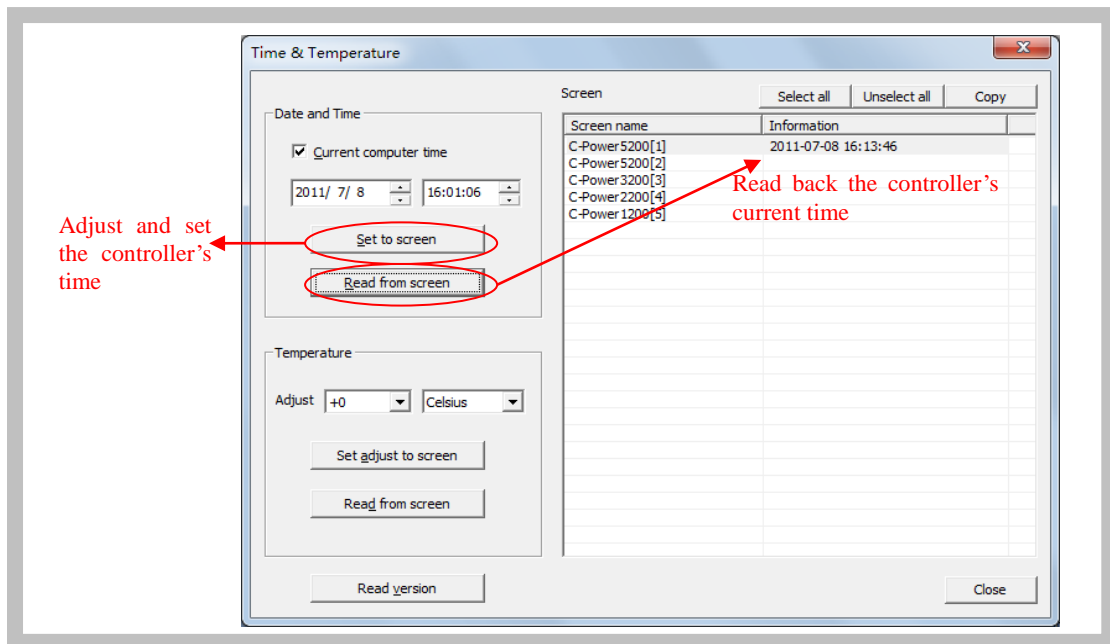 Time & Temperature
Screen
Select all
Unselect all
Copy
Date and Time
Current computer time
2011/ 7/ 8
16:01:06
Set to screen
Read from screen
Adjust and set
the controller's
time
Screen name
Information
C-Power5200[1]
2011-07-08 16:13:46
C-Power5200[2]
C-Power3200[3]
C-Power2200[4]
C-Power1200[5]
Read back the controller's
current time
Temperature
Adjust
+0
Celsius
Set adjust to screen
Read from screen
Read version
Close